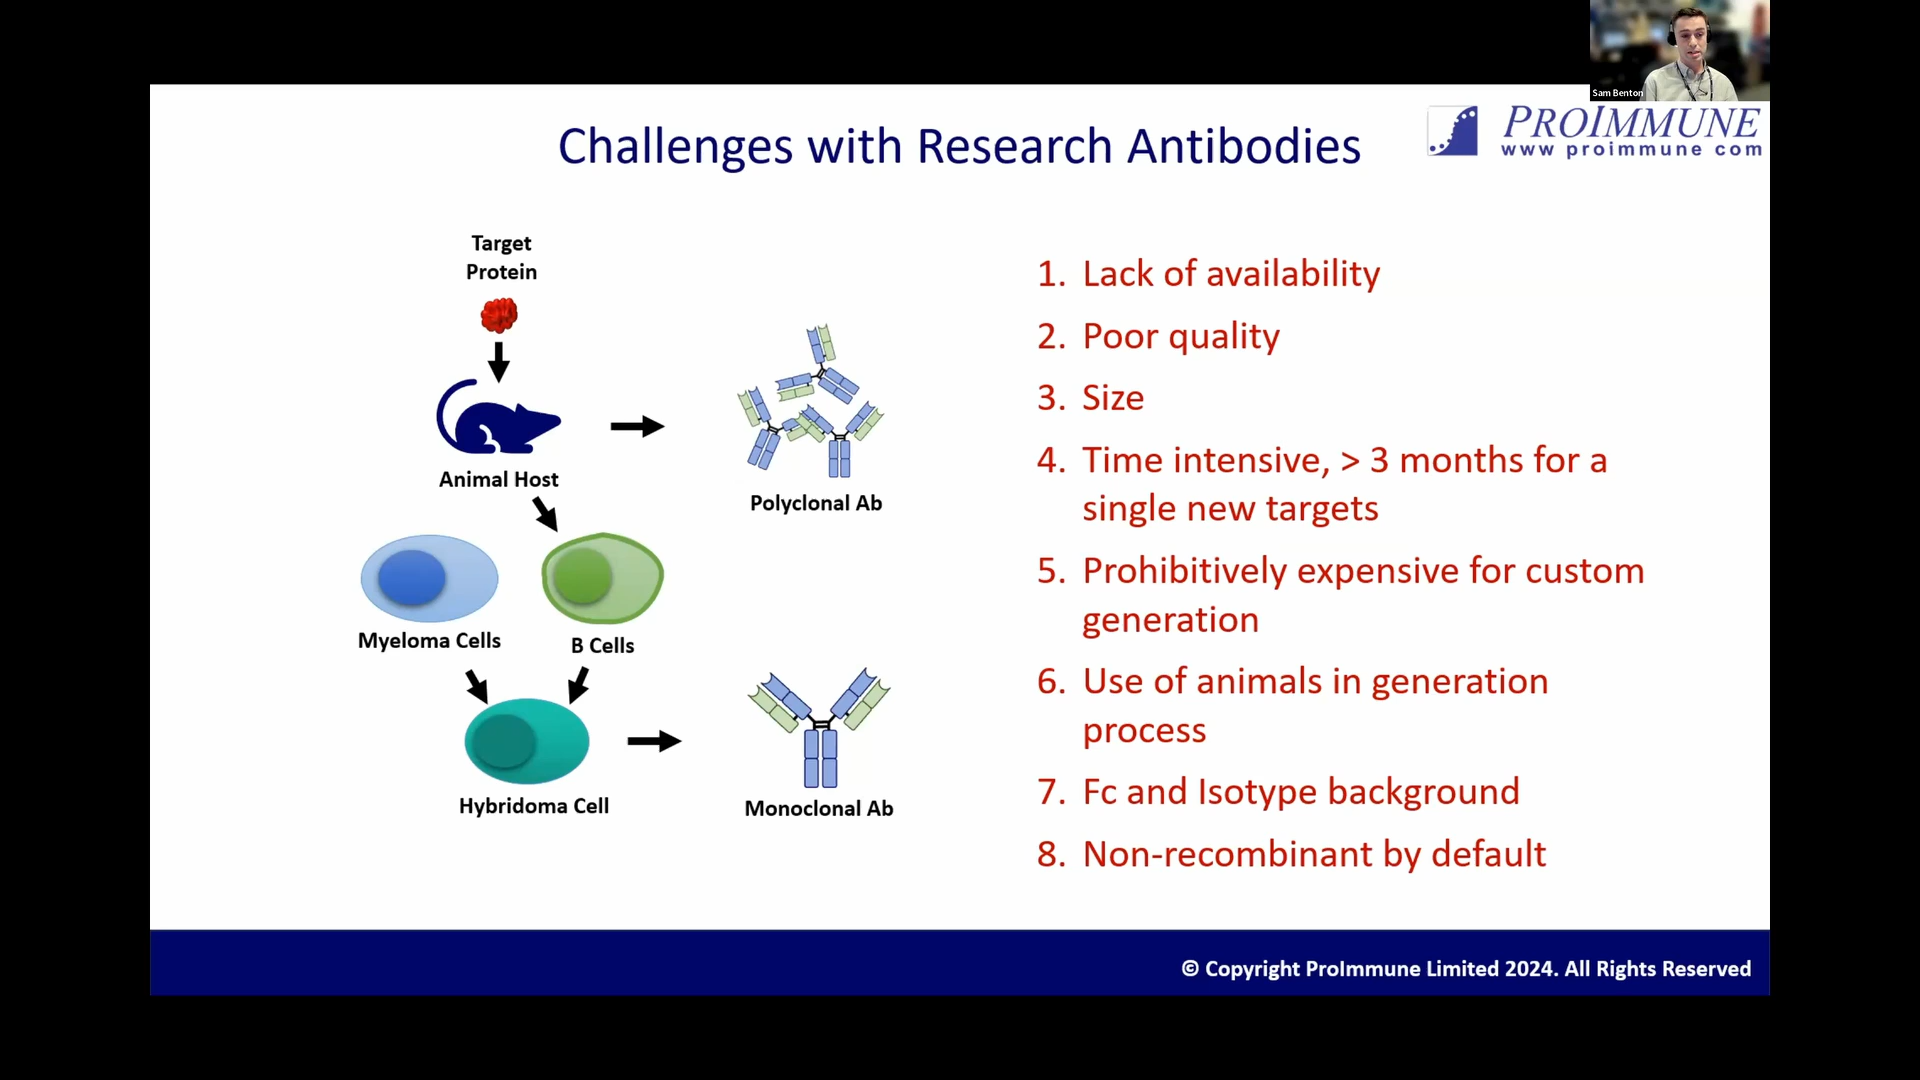 Sam Benton
PROIMMUNE
www proimmune com
Challenges with Research Antibodies
Target
Protein
Animal Host
Polyclonal Ab
Myeloma Cells
B Cells
Hybridoma Cell
Monoclonal Ab
1. Lack of availability
2. Poor quality
3. Size
4. Time intensive, > 3 months for a
single new targets
5. Prohibitively expensive for custom
generation
6. Use of animals in generation
process
7. Fc and Isotype background
8. Non-recombinant by default
© Copyright ProImmune Limited 2024. All Rights Reserved